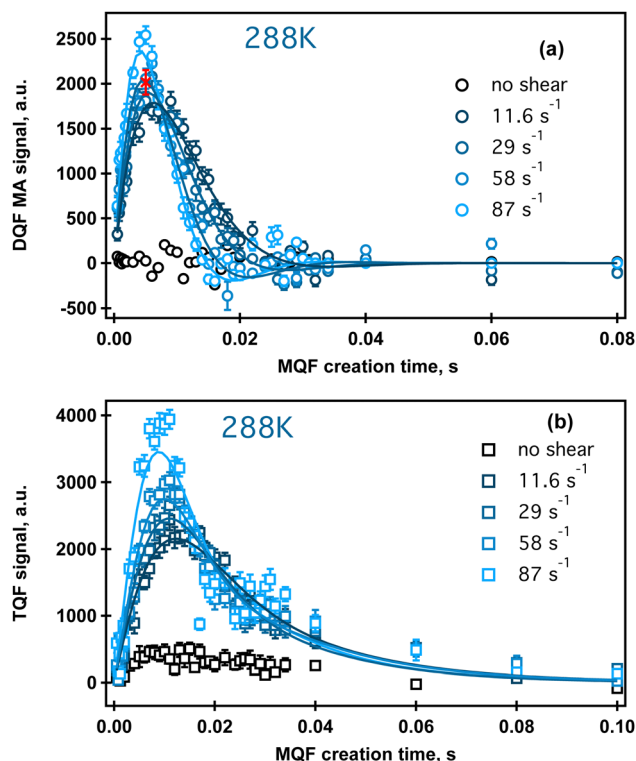 288K
(a)
no shear
11.6 s⁻¹
29 s⁻¹
58 s⁻¹
87 s⁻¹
DQF MA signal, a.u.
2500
2000
1500
1000
500
0
-500
0.00 0.02 0.04 0.06 0.08
MQF creation time, s
288K
(b)
no shear
11.6 s⁻¹
29 s⁻¹
58 s⁻¹
87 s⁻¹
TQF signal, a.u.
4000
3000
2000
1000
0
0.00 0.02 0.04 0.06 0.08 0.10
MQF creation time, s